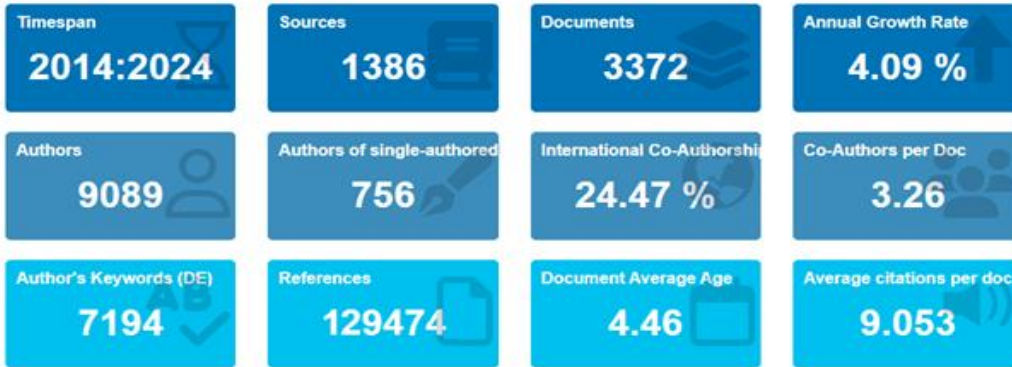 Timespan
2014:2024
Sources
1386
Documents
3372
Annual Growth Rate
4.09 %
Authors
9089
Authors of single-authored
756
International Co-Authorship
24.47 %
Co-Authors per Doc
3.26
Author's Keywords (DE)
7194
References
129474
Document Average Age
4.46
Average citations per doc
9.053
AB